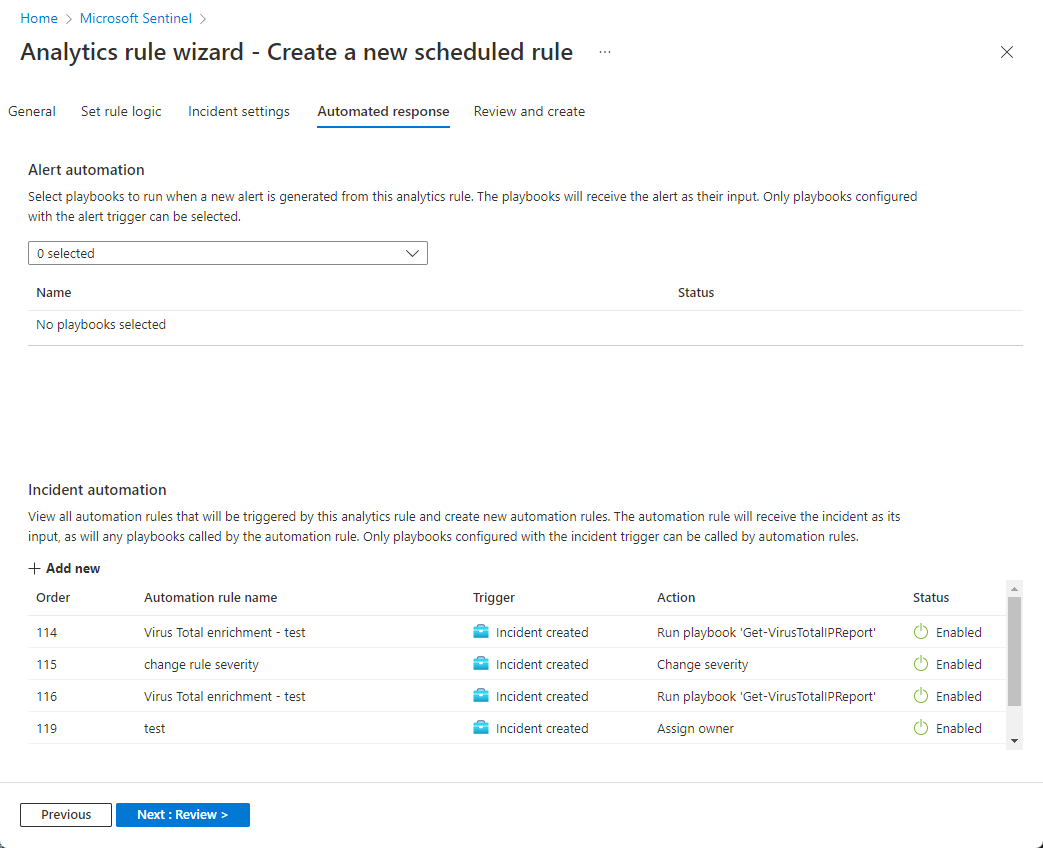 Home > Microsoft Sentinel >
Analytics rule wizard - Create a new scheduled rule ...
General Set rule logic Incident settings Automated response Review and create
Alert automation
Select playbooks to run when a new alert is generated from this analytics rule. The playbooks will receive the alert as their input. Only playbooks configured
with the alert trigger can be selected.
0 selected
Name Status
No playbooks selected
Incident automation
View all automation rules that will be triggered by this analytics rule and create new automation rules. The automation rule will receive the incident as its
input, as will any playbooks called by the automation rule. Only playbooks configured with the incident trigger can be called by automation rules.
+ Add new
Order Automation rule name Trigger Action Status
114 Virus Total enrichment - test Incident created Run playbook 'Get-VirusTotalIPReport' Enabled
115 change rule severity Incident created Change severity Enabled
116 Virus Total enrichment - test Incident created Run playbook 'Get-VirusTotalIPReport' Enabled
119 test Incident created Assign owner Enabled
Previous Next : Review >